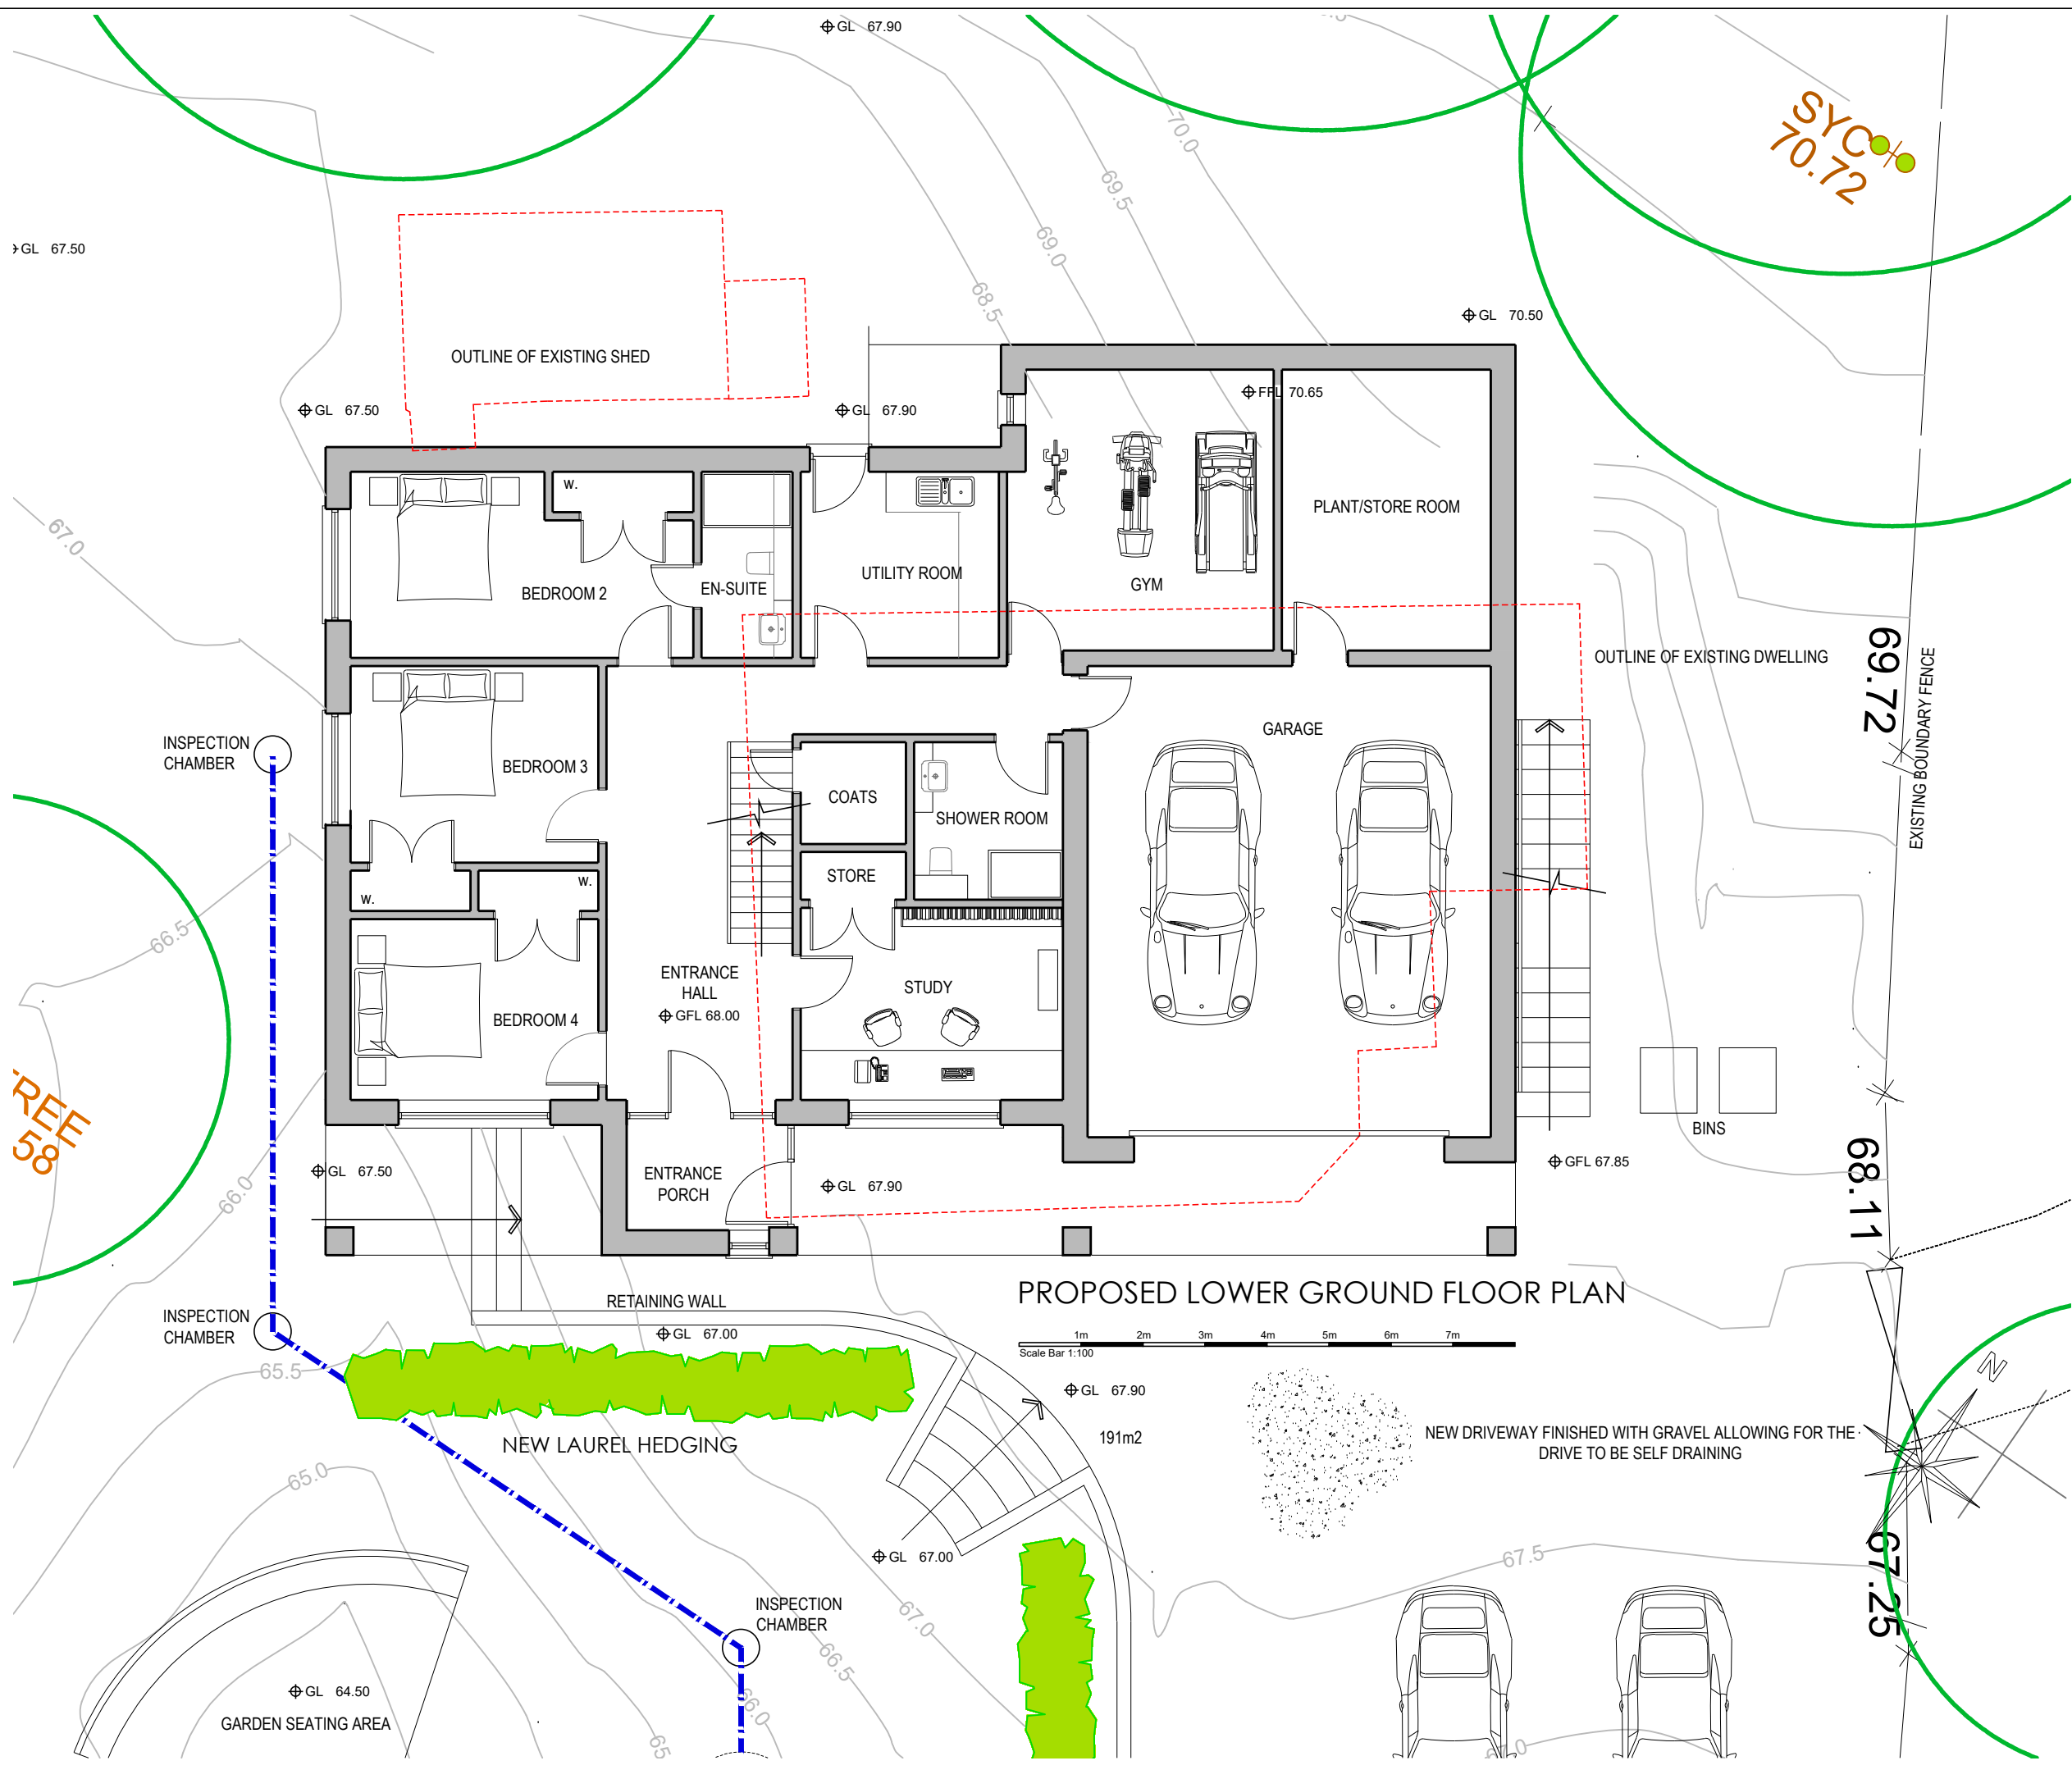 GL 67.90
70.0
SYC
70.72
69.5
69.0
GL 67.50
68.5
GL 70.50
OUTLINE OF EXISTING SHED
GL 67.50
GL 67.90
FFL 70.65
w.
PLANT/STORE ROOM
67.0
UTILITY ROOM
GYM
BEDROOM 2
EN-SUITE
OUTLINE OF EXISTING DWELLING
69.72
EXISTING BOUNDARY FENCE
GARAGE
INSPECTION
CHAMBER
BEDROOM 3
COATS
SHOWER ROOM
STORE
w.
w.
66.5
ENTRANCE
HALL
GFL 68.00
STUDY
BEDROOM 4
TREE
58
BINS
68.11
GL 67.50
ENTRANCE
PORCH
GL 67.90
GFL 67.85
66.0
PROPOSED LOWER GROUND FLOOR PLAN
INSPECTION
CHAMBER
RETAINING WALL
GL 67.00
1m 2m 3m 4m 5m 6m 7m
Scale Bar 1:100
65.5
GL 67.90
N
191m2
NEW DRIVEWAY FINISHED WITH GRAVEL ALLOWING FOR THE
DRIVE TO BE SELF DRAINING
NEW LAUREL HEDGING
65.0
GL 67.00
67.5
67.25
INSPECTION
CHAMBER
67.0
66.5
GL 64.50
66.0
GARDEN SEATING AREA
65